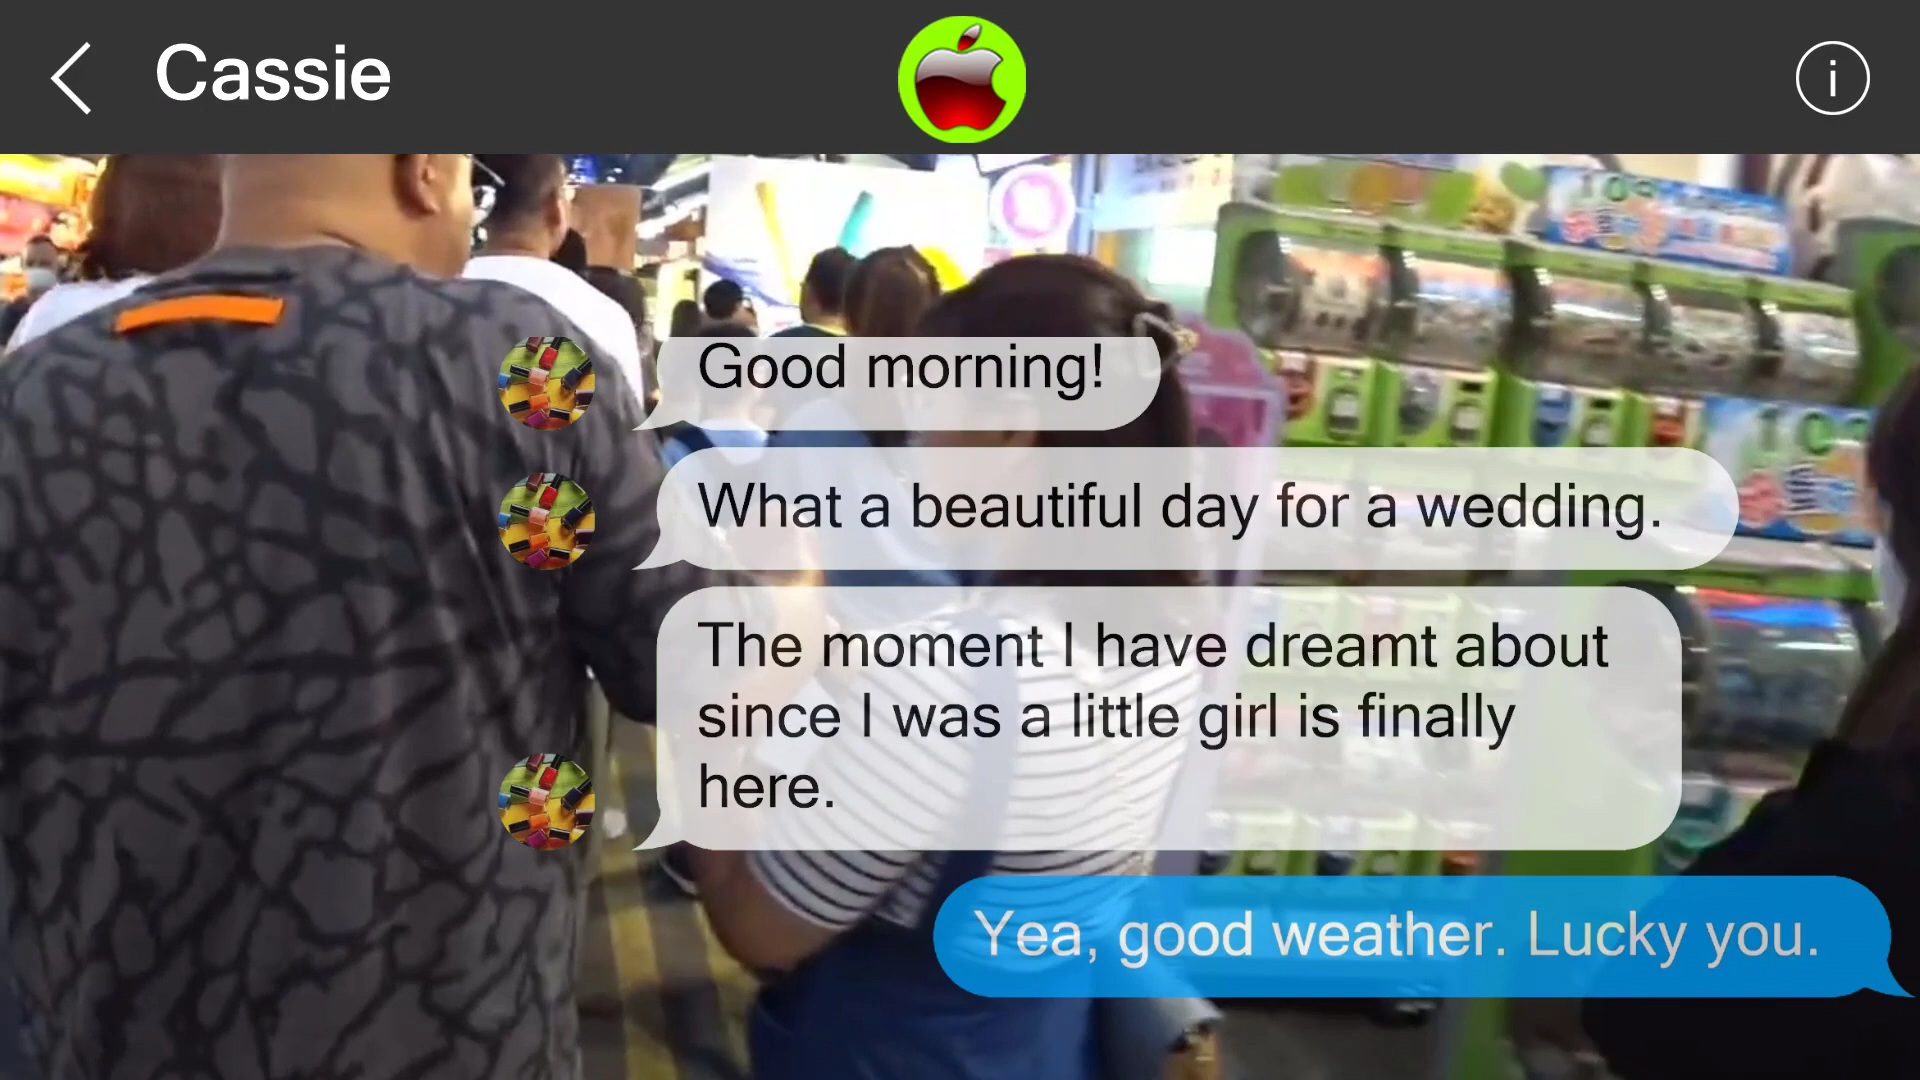 Cassie
i
Good morning!
What a beautiful day for a wedding.
The moment I have dreamt about
since I was a little girl is finally
here.
Yea, good weather. Lucky you.